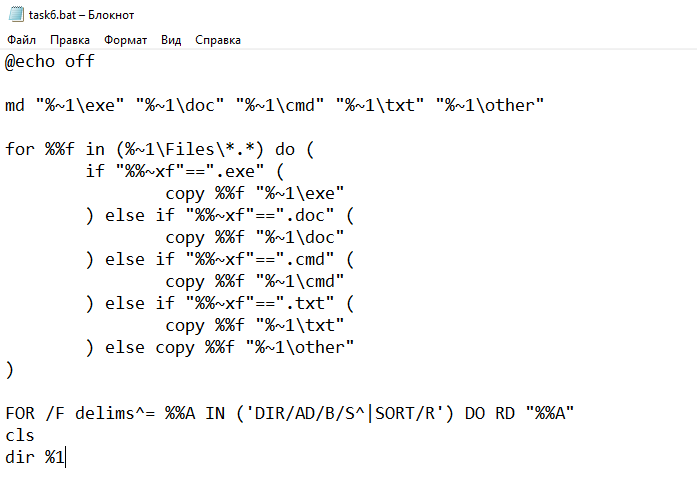 task6.bat – Блокнот
Файл Правка Формат Вид Справка
@echo off
md "%~1\exe" "%~1\doc" "%~1\cmd" "%~1\txt" "%~1\other"
for %%f in (%~1\Files\*.*) do (
if "%%~xf"==".exe" (
copy %%f "%~1\exe"
) else if "%%~xf"==".doc" (
copy %%f "%~1\doc"
) else if "%%~xf"==".cmd" (
copy %%f "%~1\cmd"
) else if "%%~xf"==".txt" (
copy %%f "%~1\txt"
) else copy %%f "%~1\other"
)
FOR /F delims^= %%A IN ('DIR/AD/B/S^|SORT/R') DO RD "%%A"
cls
dir %1